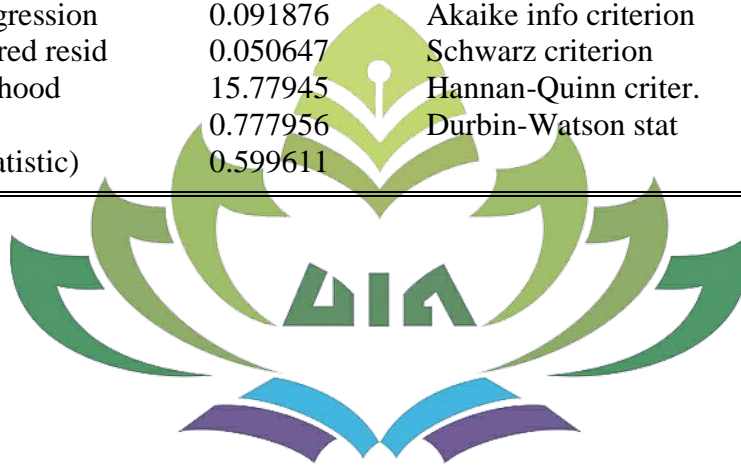 gression 0.091876 Akaike info criterion
red resid 0.050647 Schwarz criterion
hood 15.77945 Hannan-Quinn criter.
0.777956 Durbin-Watson stat
atistic) 0.599611